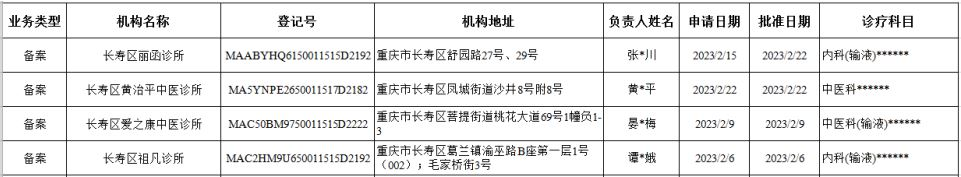 业务类型 机构名称 登记号 机构地址 负责人姓名 申请日期 批准日期 诊疗科目
备案 长寿区丽函诊所 MAABYHQ6150011515D2192 重庆市长寿区舒园路27号、29号 张*川 2023/2/15 2023/2/22 内科(输液)******
备案 长寿区黄治平中医诊所 MA5YNPE2650011517D2182 重庆市长寿区凤城街道沙井8号附8号 黄*平 2023/2/22 2023/2/22 中医科******
备案 长寿区爱之康中医诊所 MAC50BM9750011515D2222 重庆市长寿区菩提街道桃花大道69号1幢负1-
3 晏*梅 2023/2/9 2023/2/9 中医科(输液)******
备案 长寿区祖凡诊所 MAC2HM9U650011515D2192 重庆市长寿区葛兰镇渝巫路B座第一层1号
（002）；毛家桥街3号 谭*娥 2023/2/6 2023/2/6 内科(输液)******